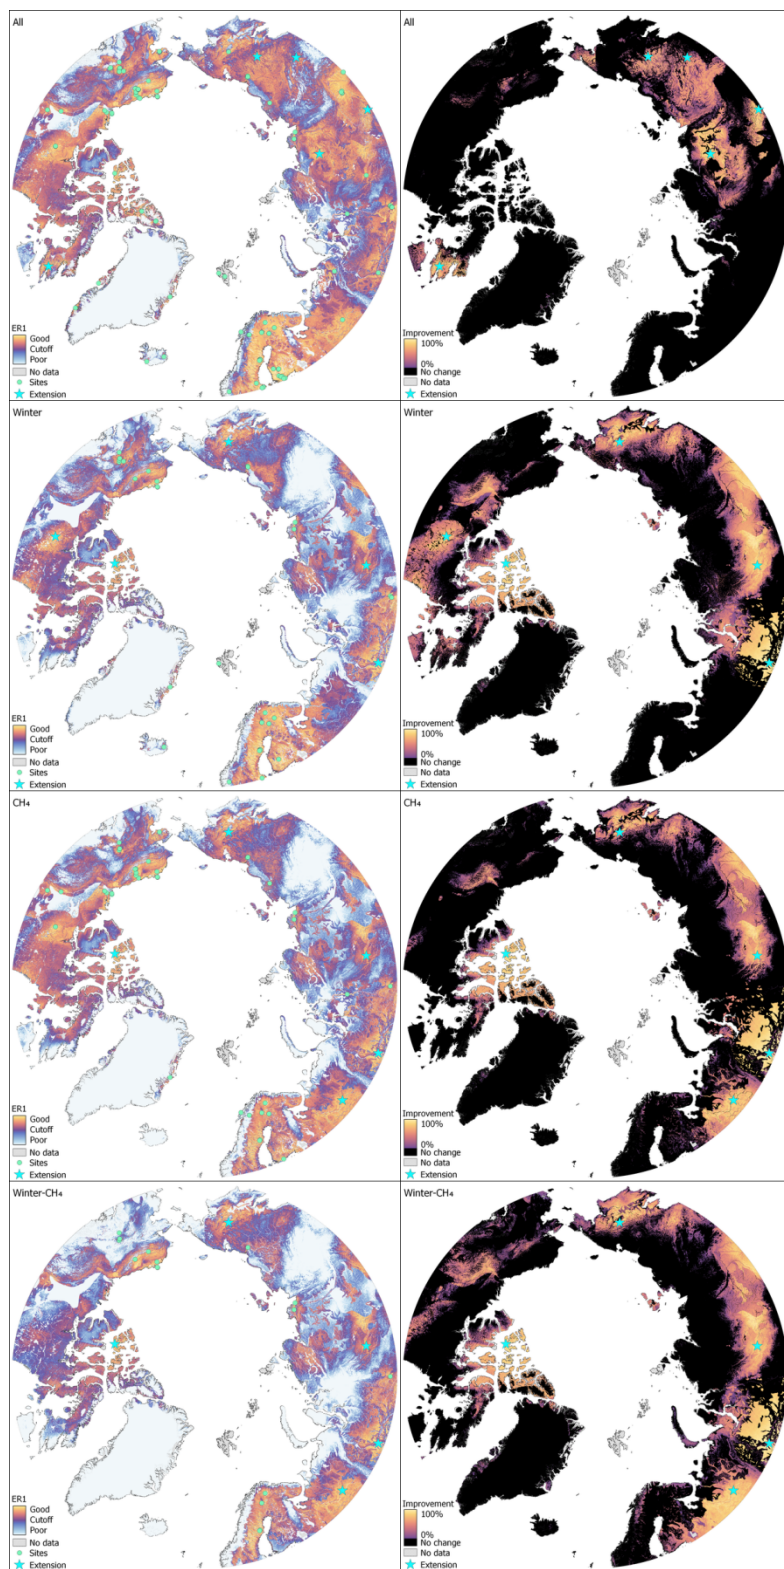 All
ER1
Good
Cutoff
Poor
No data
Sites
Extension
All
Improvement
100%
0%
No change
No data
Extension
Winter
ER1
Good
Cutoff
Poor
No data
Sites
Extension
Winter
Improvement
100%
0%
No change
No data
Extension
CH₄
ER1
Good
Cutoff
Poor
No data
Sites
Extension
CH₄
Improvement
100%
0%
No change
No data
Extension
Winter-CH₄
ER1
Good
Cutoff
Poor
No data
Sites
Extension
Winter-CH₄
Improvement
100%
0%
No change
No data
Extension